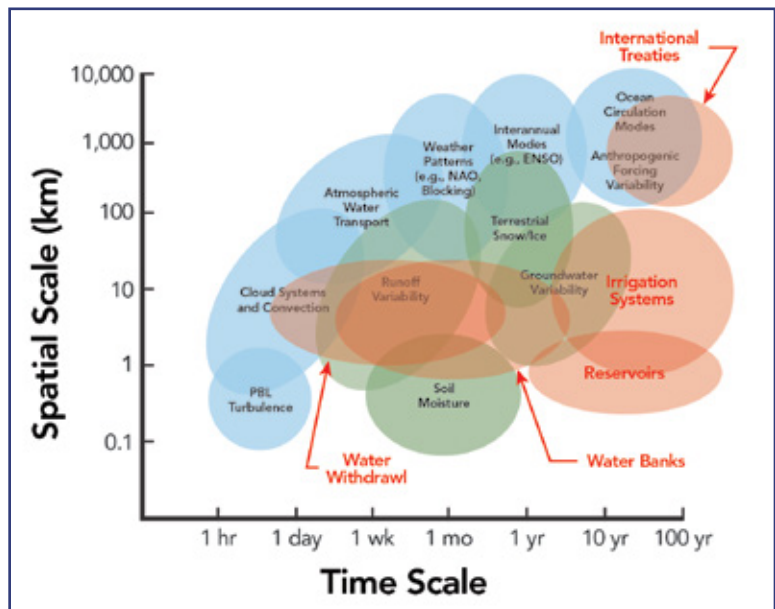 International
Treaties
10,000
1,000
100
10
1
0.1
Spatial Scale (km)
Ocean
Circulation
Modes
Anthropogenic
Forcing
Variability
Interannual
Modes
(e.g., ENSO)
Weather
Patterns
(e.g., NAO,
Blocking)
Atmospheric
Water
Transport
Terrestrial
Snow/Ice
Cloud Systems
and Convection
Runoff
Variability
Groundwater
Variability
Irrigation
Systems
Reservoirs
PBL
Turbulence
Soil
Moisture
Water
Withdrawl
Water Banks
1 hr
1 day
1 wk
1 mo
1 yr
10 yr
100 yr
Time Scale